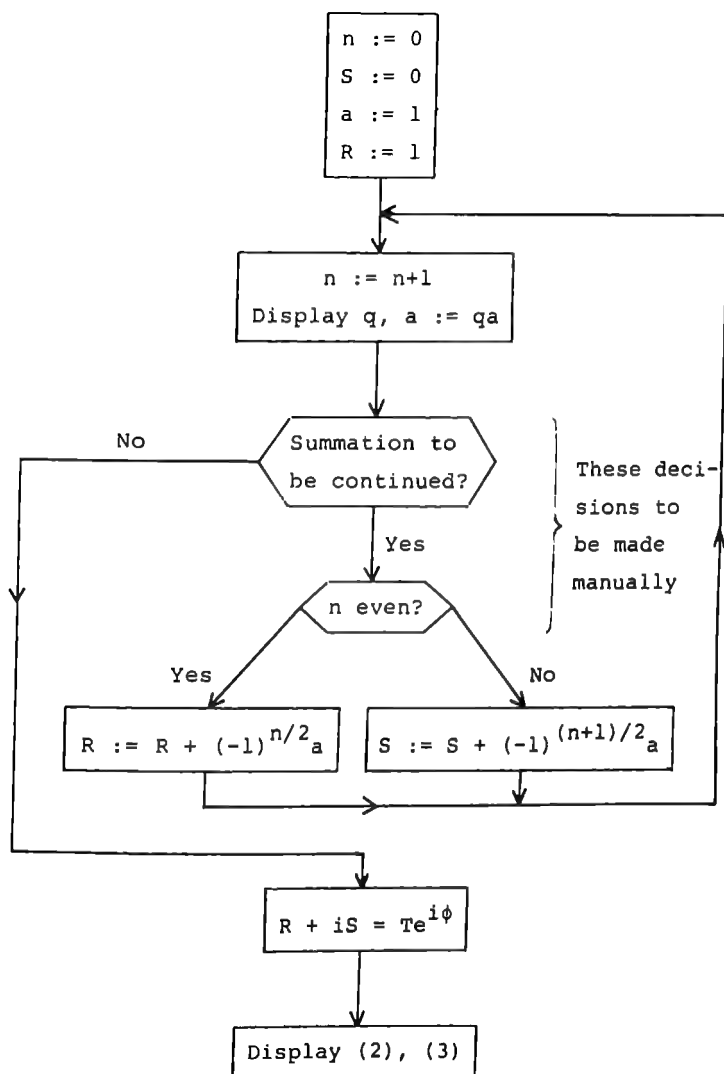 n := 0
S := 0
a := 1
R := 1
n := n+1
Display q, a := qa
No
Summation to
be continued?
These deci-
sions to
be made
manually
Yes
n even?
Yes
No
R := R + (-1)^{n/2}a
S := S + (-1)^{(n+1)/2}a
R + iS = Te^{iϕ}
Display (2), (3)